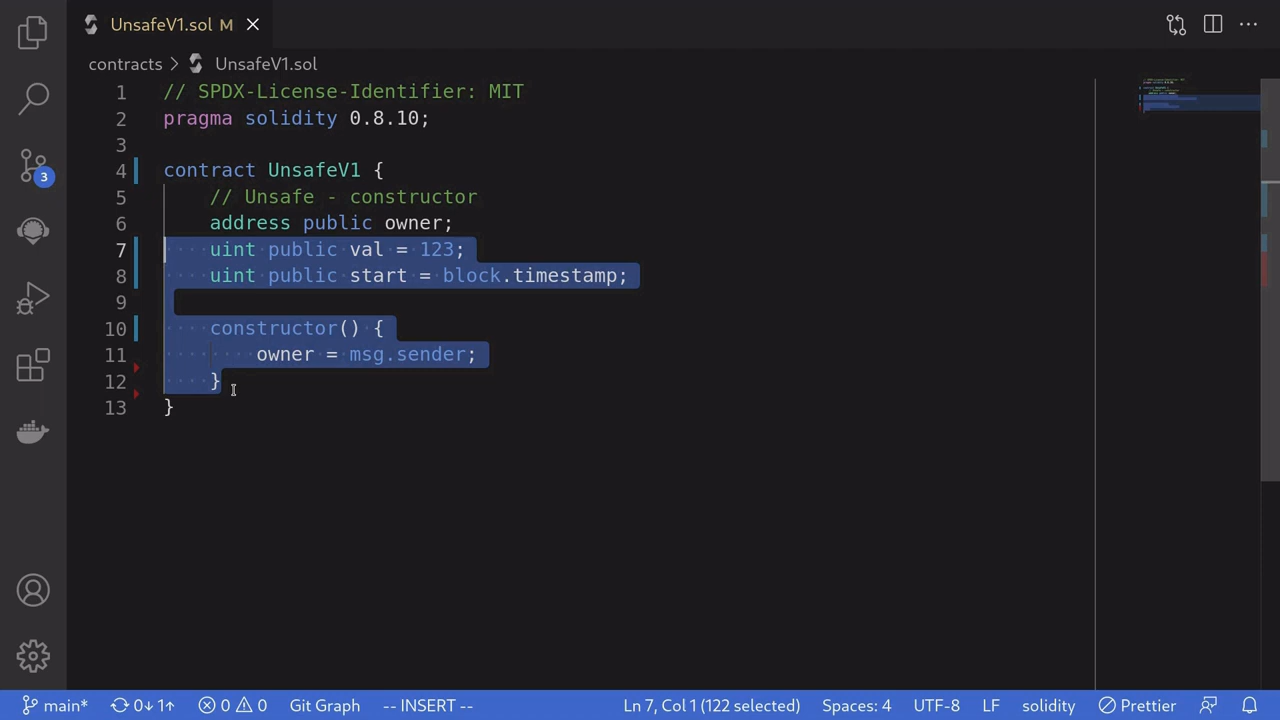 UnsafeV1.sol M
contracts > UnsafeV1.sol
1 // SPDX-License-Identifier: MIT
2 pragma solidity 0.8.10;
3
4 contract UnsafeV1 {
5 // Unsafe - constructor
6 address public owner;
7 uint public val = 123;
8 uint public start = block.timestamp;
9
10 constructor() {
11 owner = msg.sender;
12 }
13 }
3
main* 0↓ 1↑ 0 0 Git Graph -- INSERT -- Ln 7, Col 1 (122 selected) Spaces: 4 UTF-8 LF solidity Prettier